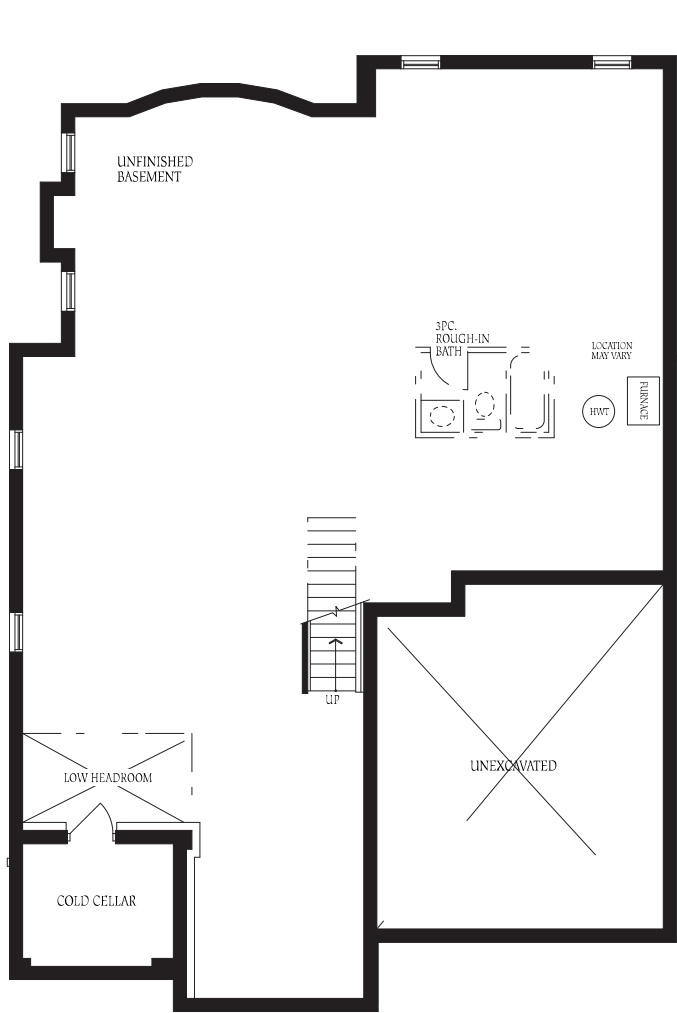 UNFINISHED
BASEMENT
3PC.
ROUGH-IN
BATH
LOCATION
MAY VARY
HWT
FURNACE
UP
LOW HEADROOM
UNEXCAVATED
COLD CELLAR